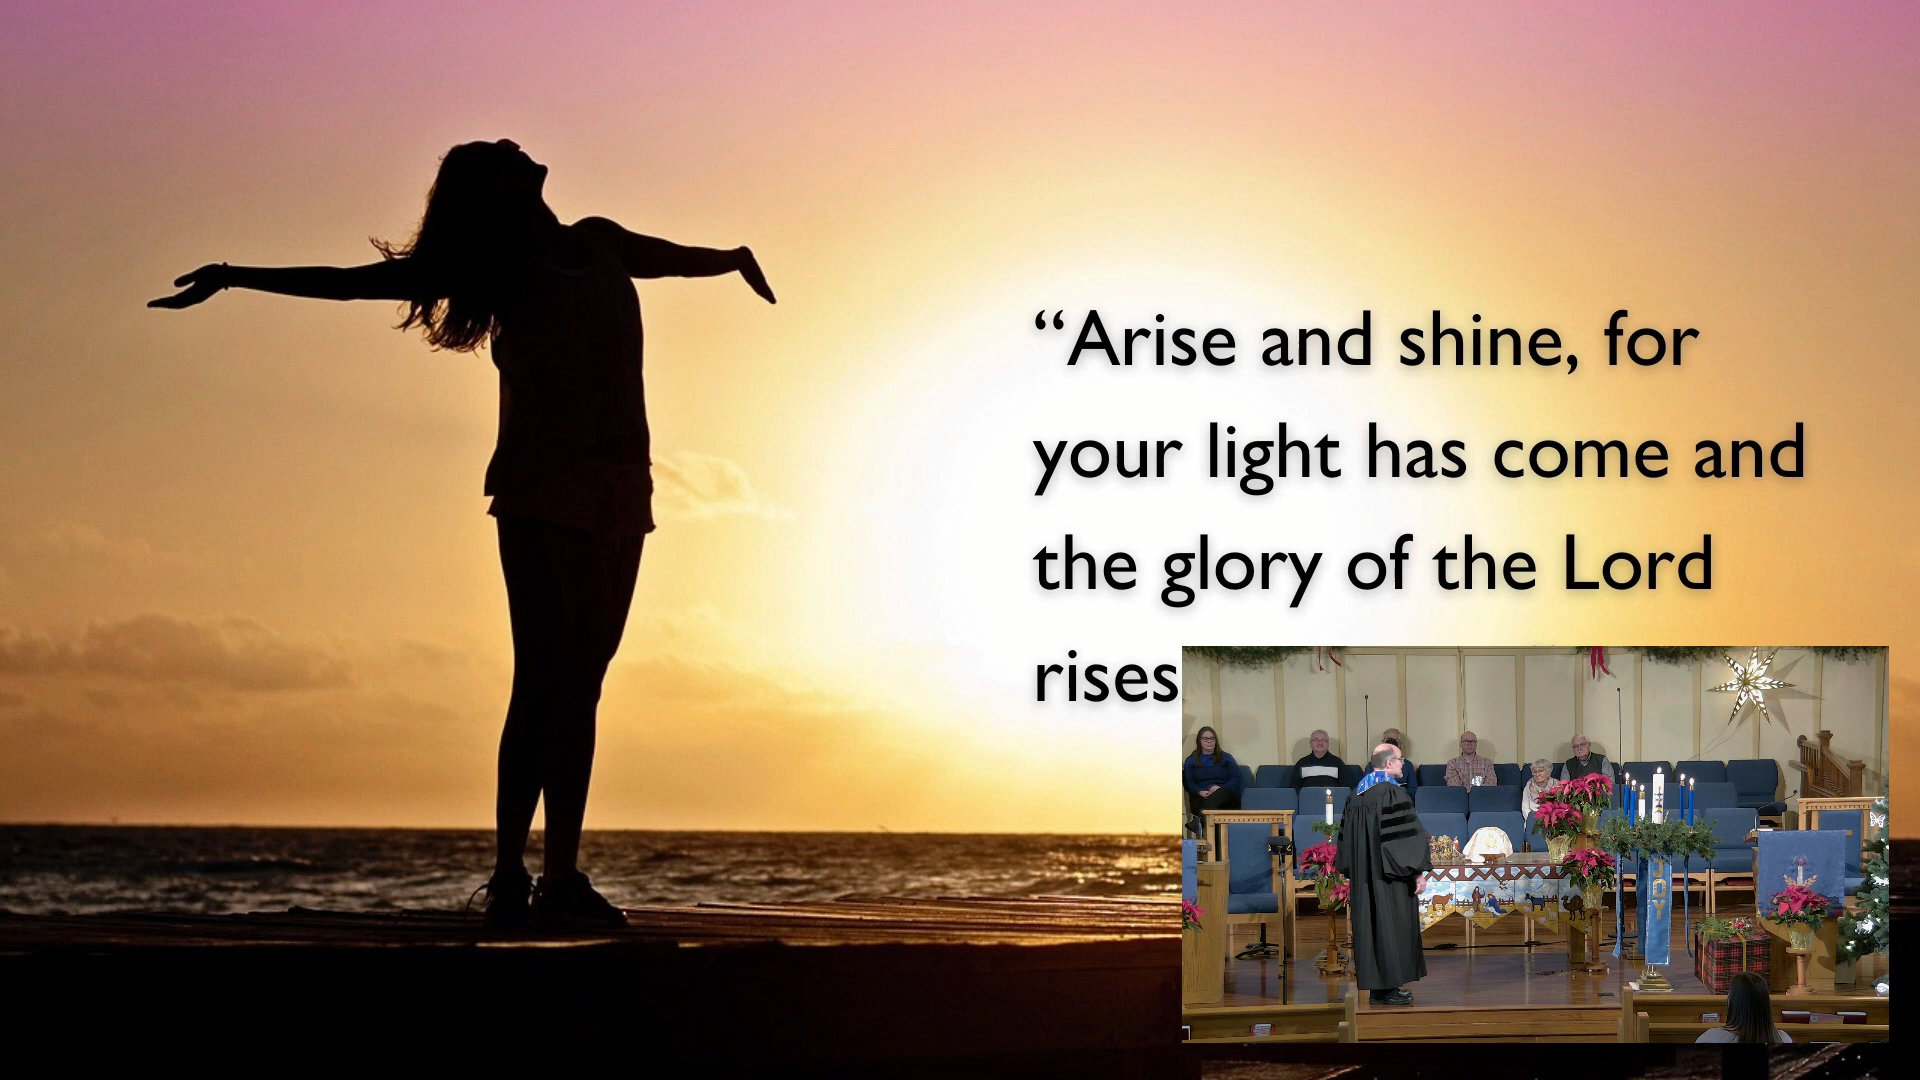 “Arise and shine, for
your light has come and
the glory of the Lord
rises
JOY